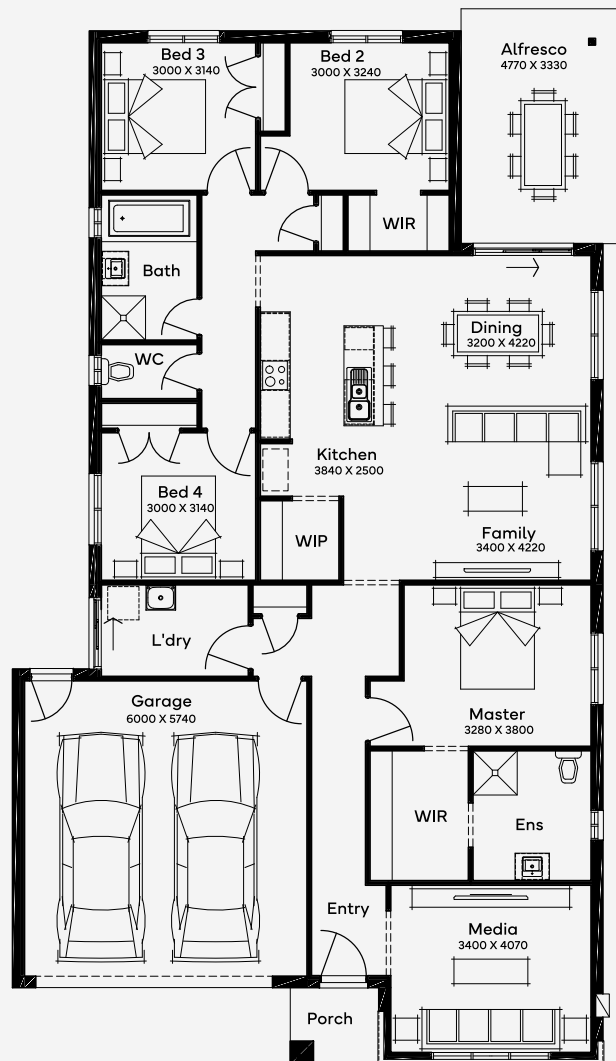 Bed 3
3000 X 3140
Bed 2
3000 X 3240
Alfresco
4770 X 3330
WIR
Bath
Dining
3200 X 4220
WC
Kitchen
3840 X 2500
Bed 4
3000 X 3140
WIP
Family
3400 X 4220
L'dry
Garage
6000 X 5740
Master
3280 X 3800
WIR
Ens
Entry
Media
3400 X 4070
Porch